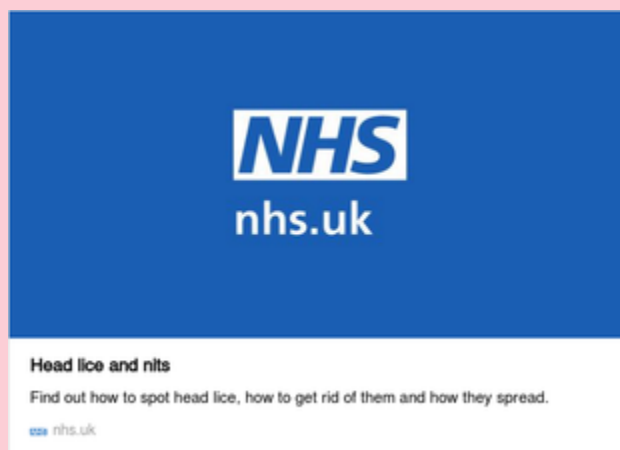 NHS
nhs.uk
Head lice and nits
Find out how to spot head lice, how to get rid of them and how they spread.
NHS nhs.uk